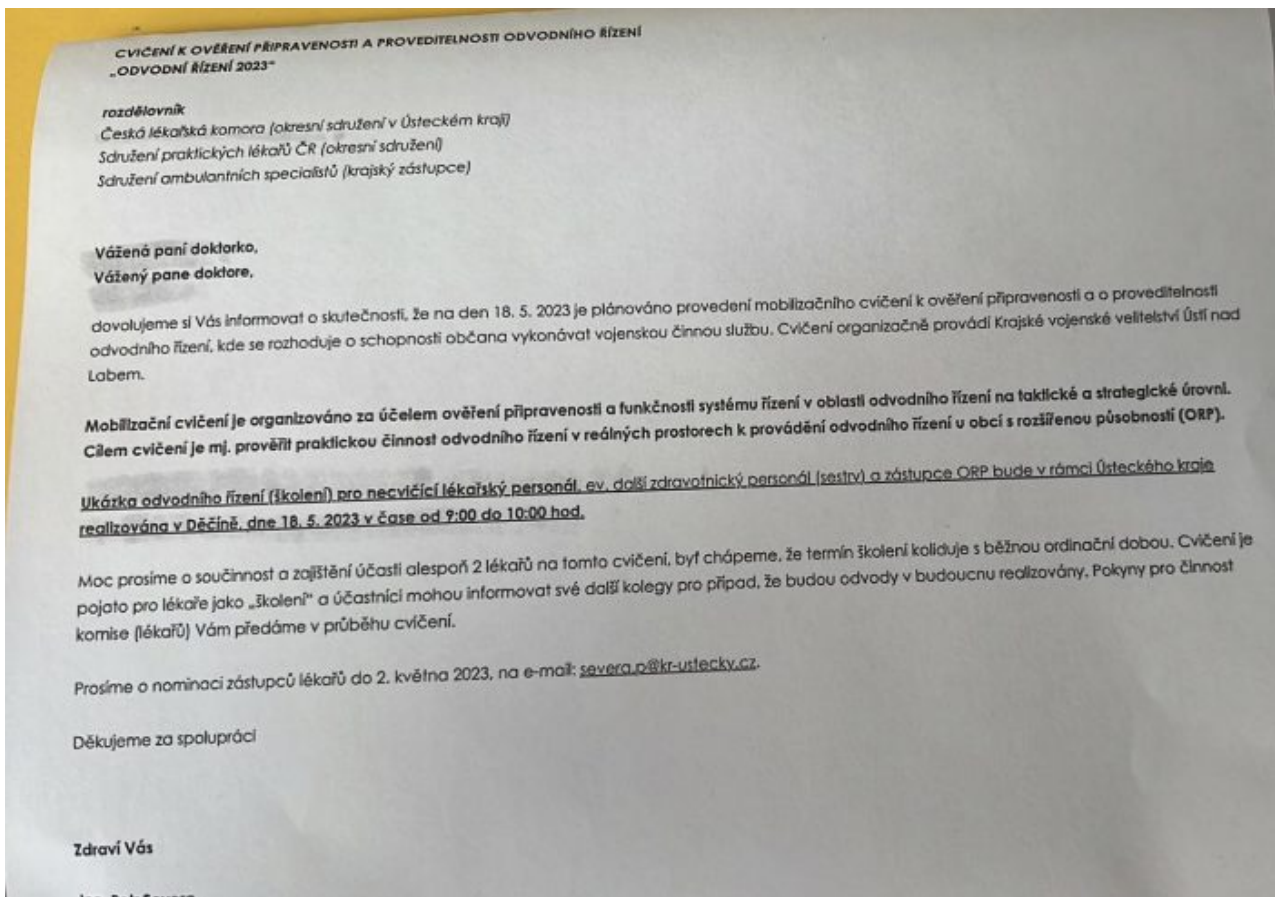 CVIČENÍ K OVĚŘENÍ PŘIPRAVENOSTI A PROVEDITELNOSTI ODVODNÍHO ŘÍZENÍ
„ODVODNÍ ŘÍZENÍ 2023“
rozdělovník
Česká lékařská komora (okresní sdružení v Ústeckém kraji)
Sdružení praktických lékařů ČR (okresní sdružení)
Sdružení ambulantních specialistů (krajský zástupce)
Vážená paní doktorko,
Vážený pane doktore,
dovolujeme si Vás informovat o skutečnosti, že na den 18. 5. 2023 je plánováno provedení mobilizačního cvičení k ověření připravenosti a o proveditelnosti
odvodního řízení, kde se rozhoduje o schopnosti občana vykonávat vojenskou činnou službu. Cvičení organizačně provádí Krajské vojenské velitelství Ústí nad
Labem.
Mobilizační cvičení je organizováno za účelem ověření připravenosti a funkčnosti systému řízení v oblasti odvodního řízení na taktické a strategické úrovni.
Cílem cvičení je mj. prověřit praktickou činnost odvodního řízení v reálných prostorech k provádění odvodního řízení u obcí s rozšířenou působností (ORP).
Ukázka odvodního řízení (školení) pro necvičící lékařský personál, ev. další zdravotnický personál (sestry) a zástupce ORP bude v rámci Ústeckého kraje
realizována v Děčíně, dne 18. 5. 2023 v čase od 9:00 do 10:00 hod.
Moc prosíme o součinnost a zajištění účasti alespoň 2 lékařů na tomto cvičení, byť chápeme, že termín školení koliduje s běžnou ordinační dobou. Cvičení je
pojato pro lékaře jako „školení“ a účastníci mohou informovat své další kolegy pro případ, že budou odvody v budoucnu realizovány. Pokyny pro činnost
komise (lékařů) Vám předáme v průběhu cvičení.
Prosíme o nominaci zástupců lékařů do 2. května 2023, na e-mail: severa.p@kr-ustecky.cz.
Děkujeme za spolupráci
Zdraví Vás